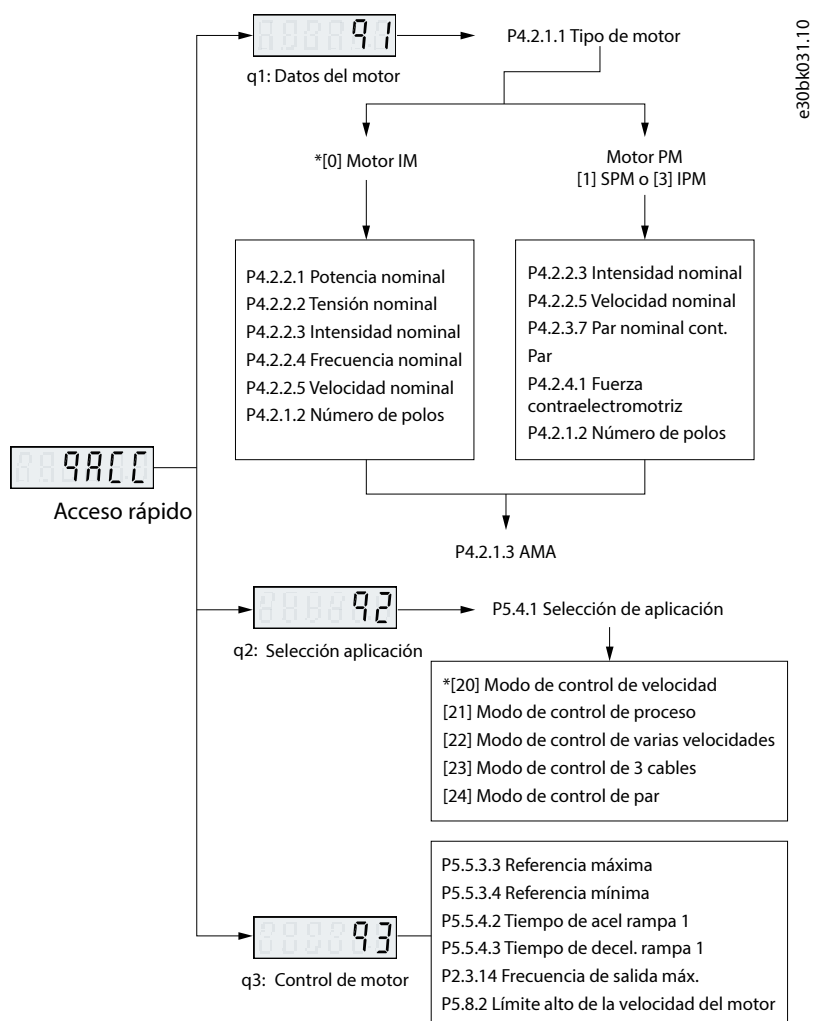 q1
P4.2.1.1 Tipo de motor
q1: Datos del motor
e30bk031.10
*[0] Motor IM
Motor PM
[1] SPM o [3] IPM
P4.2.2.1 Potencia nominal
P4.2.2.2 Tensión nominal
P4.2.2.3 Intensidad nominal
P4.2.2.4 Frecuencia nominal
P4.2.2.5 Velocidad nominal
P4.2.1.2 Número de polos
P4.2.2.3 Intensidad nominal
P4.2.2.5 Velocidad nominal
P4.2.3.7 Par nominal cont.
Par
P4.2.4.1 Fuerza
contraelectromotriz
P4.2.1.2 Número de polos
qACC
Acceso rápido
P4.2.1.3 AMA
q2
P5.4.1 Selección de aplicación
q2: Selección aplicación
*[20] Modo de control de velocidad
[21] Modo de control de proceso
[22] Modo de control de varias velocidades
[23] Modo de control de 3 cables
[24] Modo de control de par
q3
q3: Control de motor
P5.5.3.3 Referencia máxima
P5.5.3.4 Referencia mínima
P5.5.4.2 Tiempo de acel rampa 1
P5.5.4.3 Tiempo de decel. rampa 1
P2.3.14 Frecuencia de salida máx.
P5.8.2 Límite alto de la velocidad del motor